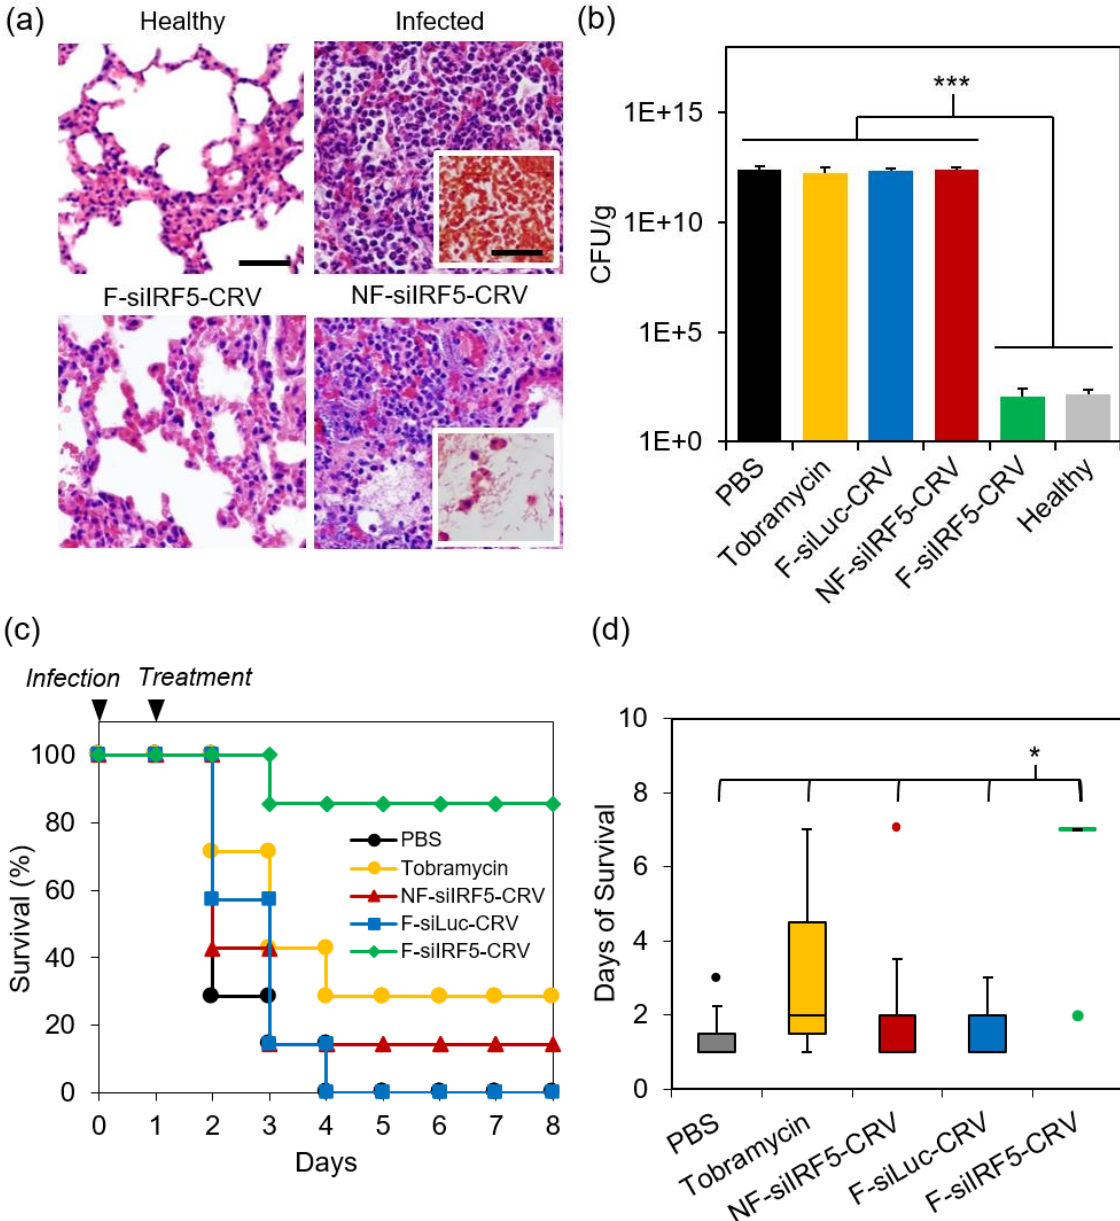 (a)
Healthy
Infected
F-siIRF5-CRV
NF-siIRF5-CRV
(b)
***
1E+15
1E+10
1E+5
1E+0
CFU/g
PBS
Tobramycin
F-siLuc-CRV
NF-siIRF5-CRV
F-siIRF5-CRV
Healthy
(c)
Infection
Treatment
100
80
60
40
20
0
Survival (%)
PBS
Tobramycin
NF-siIRF5-CRV
F-siLuc-CRV
F-siIRF5-CRV
0 1 2 3 4 5 6 7 8
Days
(d)
*
10
8
6
4
2
0
Days of Survival
PBS
Tobramycin
NF-siIRF5-CRV
F-siLuc-CRV
F-siIRF5-CRV